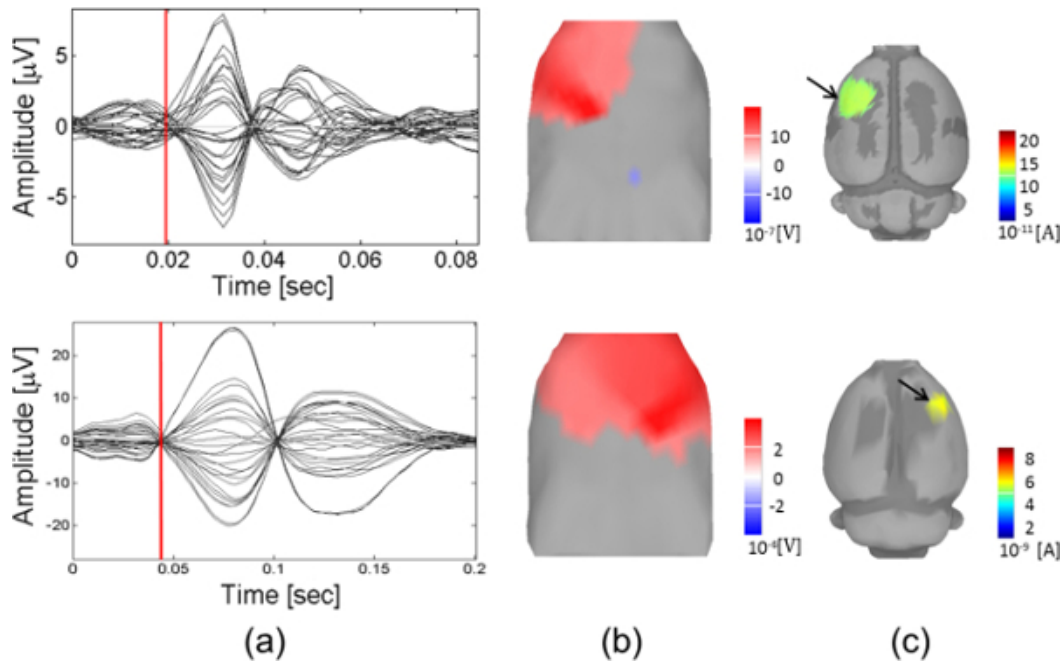 Amplitude [µV]
5
0
-5
0
0.02
0.04
0.06
0.08
Time [sec]
10
0
-10
10⁻⁷ [V]
20
15
10
5
10⁻¹¹ [A]
Amplitude [µV]
20
10
0
-10
-20
0
0.05
0.1
0.15
0.2
Time [sec]
2
0
-2
10⁻⁶ [V]
8
6
4
2
10⁻⁹ [A]
(a)
(b)
(c)